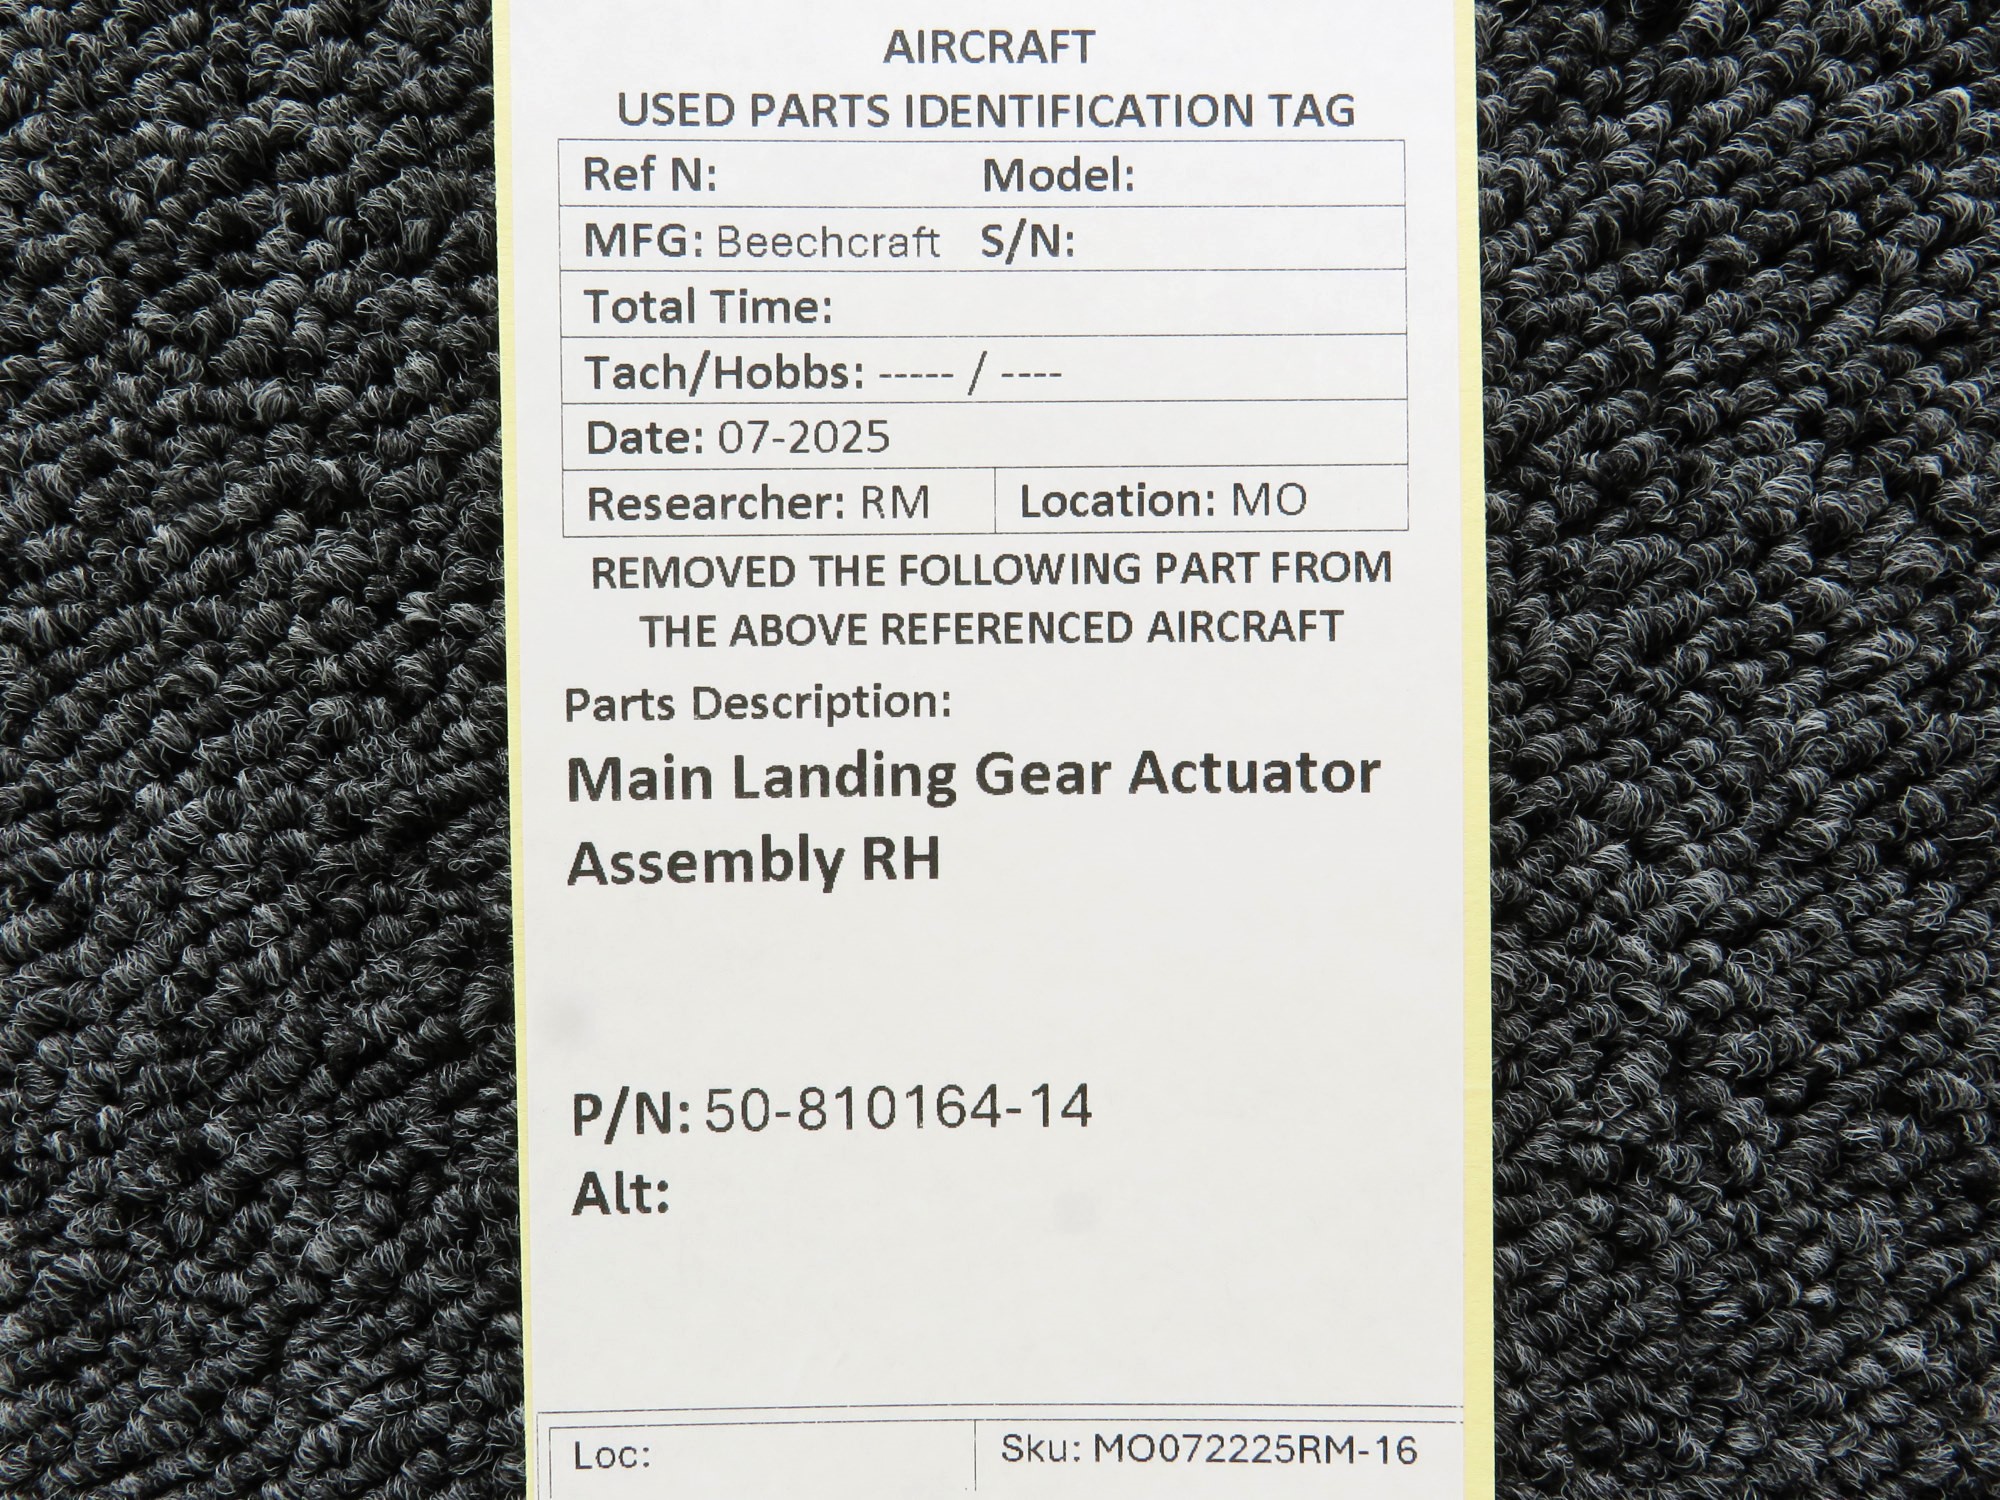 AIRCRAFT
USED PARTS IDENTIFICATION TAG
Ref N: Model:
MFG: Beechcraft S/N:
Total Time:
Tach/Hobbs: ----- / ----
Date: 07-2025
Researcher: RM Location: MO
REMOVED THE FOLLOWING PART FROM
THE ABOVE REFERENCED AIRCRAFT
Parts Description:
Main Landing Gear Actuator
Assembly RH
P/N: 50-810164-14
Alt:
Loc: Sku: MO072225RM-16